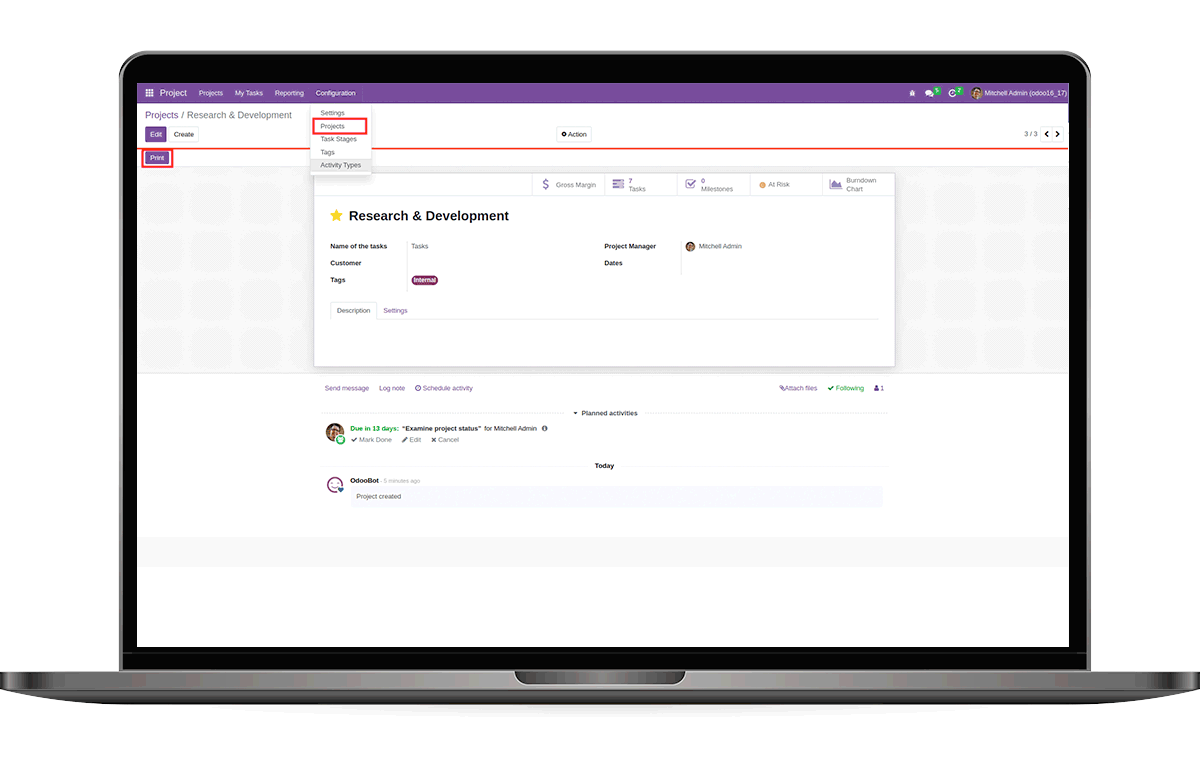 Project Projects My Tasks Reporting Configuration 5 2 Mitchell Admin (odoo16_17)
Projects / Research & Development
Edit Create Action 3 / 3
Settings
Projects
Task Stages
Tags
Activity Types
Print
Gross Margin 7 Tasks 0 Milestones At Risk Burndown Chart
Research & Development
Name of the tasks Tasks Project Manager Mitchell Admin
Customer Dates
Tags Internal
Description Settings
Send message Log note Schedule activity Attach files Following 1
Planned activities
Due in 13 days: "Examine project status" for Mitchell Admin
Mark Done Edit Cancel
Today
OdooBot - 5 minutes ago
Project created